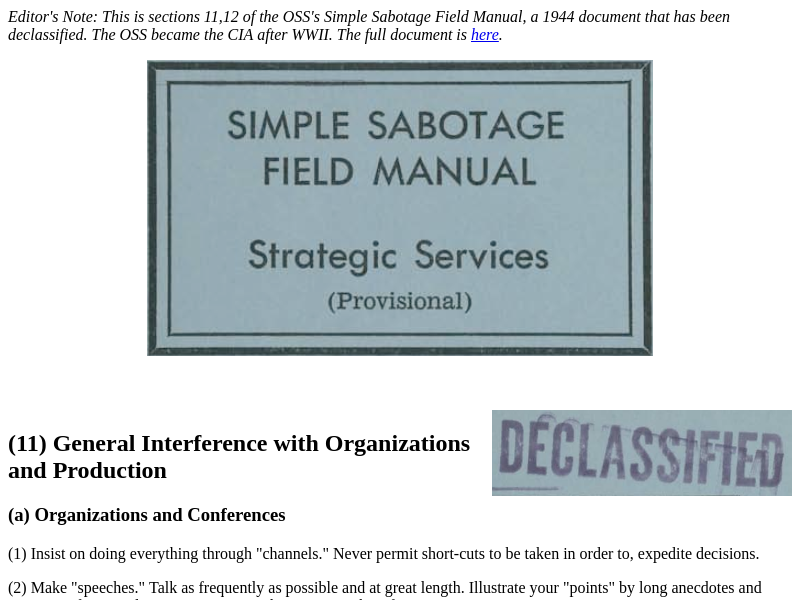 Editor's Note: This is sections 11,12 of the OSS's Simple Sabotage Field Manual, a 1944 document that has been
declassified. The OSS became the CIA after WWII. The full document is here.
SIMPLE SABOTAGE
FIELD MANUAL
Strategic Services
(Provisional)
DECLASSIFIED
(11) General Interference with Organizations
and Production
(a) Organizations and Conferences
(1) Insist on doing everything through "channels." Never permit short-cuts to be taken in order to, expedite decisions.
(2) Make "speeches." Talk as frequently as possible and at great length. Illustrate your "points" by long anecdotes and